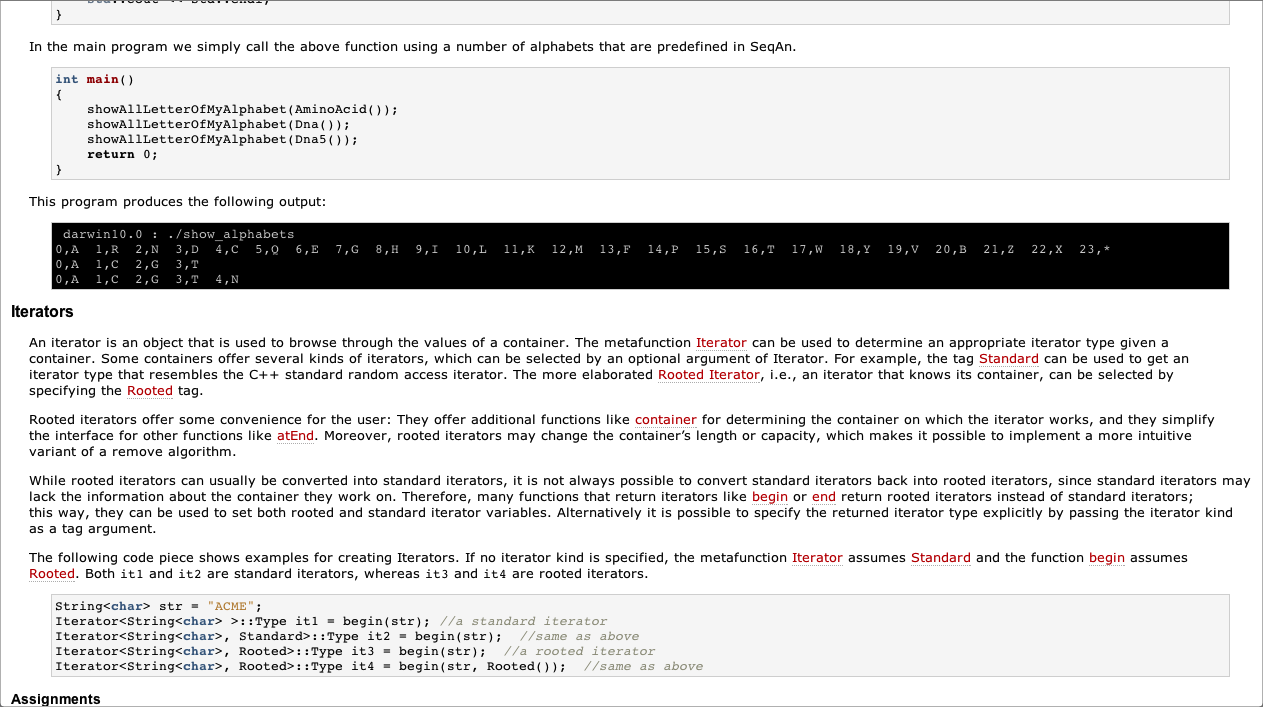 }
In the main program we simply call the above function using a number of alphabets that are predefined in SeqAn.
int main()
{
    showAllLetterOfMyAlphabet(AminoAcid());
    showAllLetterOfMyAlphabet(Dna());
    showAllLetterOfMyAlphabet(Dna5());
    return 0;
}
This program produces the following output:
darwin10.0 : ./show_alphabets
0,A  1,R  2,N  3,D  4,C  5,Q  6,E  7,G  8,H  9,I  10,L  11,K  12,M  13,F  14,P  15,S  16,T  17,W  18,Y  19,V  20,B  21,Z  22,X  23,*
0,A  1,C  2,G  3,T
0,A  1,C  2,G  3,T  4,N
Iterators
An iterator is an object that is used to browse through the values of a container. The metafunction Iterator can be used to determine an appropriate iterator type given a
container. Some containers offer several kinds of iterators, which can be selected by an optional argument of Iterator. For example, the tag Standard can be used to get an
iterator type that resembles the C++ standard random access iterator. The more elaborated Rooted Iterator, i.e., an iterator that knows its container, can be selected by
specifying the Rooted tag.
Rooted iterators offer some convenience for the user: They offer additional functions like container for determining the container on which the iterator works, and they simplify
the interface for other functions like atEnd. Moreover, rooted iterators may change the container’s length or capacity, which makes it possible to implement a more intuitive
variant of a remove algorithm.
While rooted iterators can usually be converted into standard iterators, it is not always possible to convert standard iterators back into rooted iterators, since standard iterators may
lack the information about the container they work on. Therefore, many functions that return iterators like begin or end return rooted iterators instead of standard iterators;
this way, they can be used to set both rooted and standard iterator variables. Alternatively it is possible to specify the returned iterator type explicitly by passing the iterator kind
as a tag argument.
The following code piece shows examples for creating Iterators. If no iterator kind is specified, the metafunction Iterator assumes Standard and the function begin assumes
Rooted. Both it1 and it2 are standard iterators, whereas it3 and it4 are rooted iterators.
String<char> str = "ACME";
Iterator<String<char> >::Type it1 = begin(str); //a standard iterator
Iterator<String<char>, Standard>::Type it2 = begin(str);  //same as above
Iterator<String<char>, Rooted>::Type it3 = begin(str);  //a rooted iterator
Iterator<String<char>, Rooted>::Type it4 = begin(str, Rooted());  //same as above
Assignments